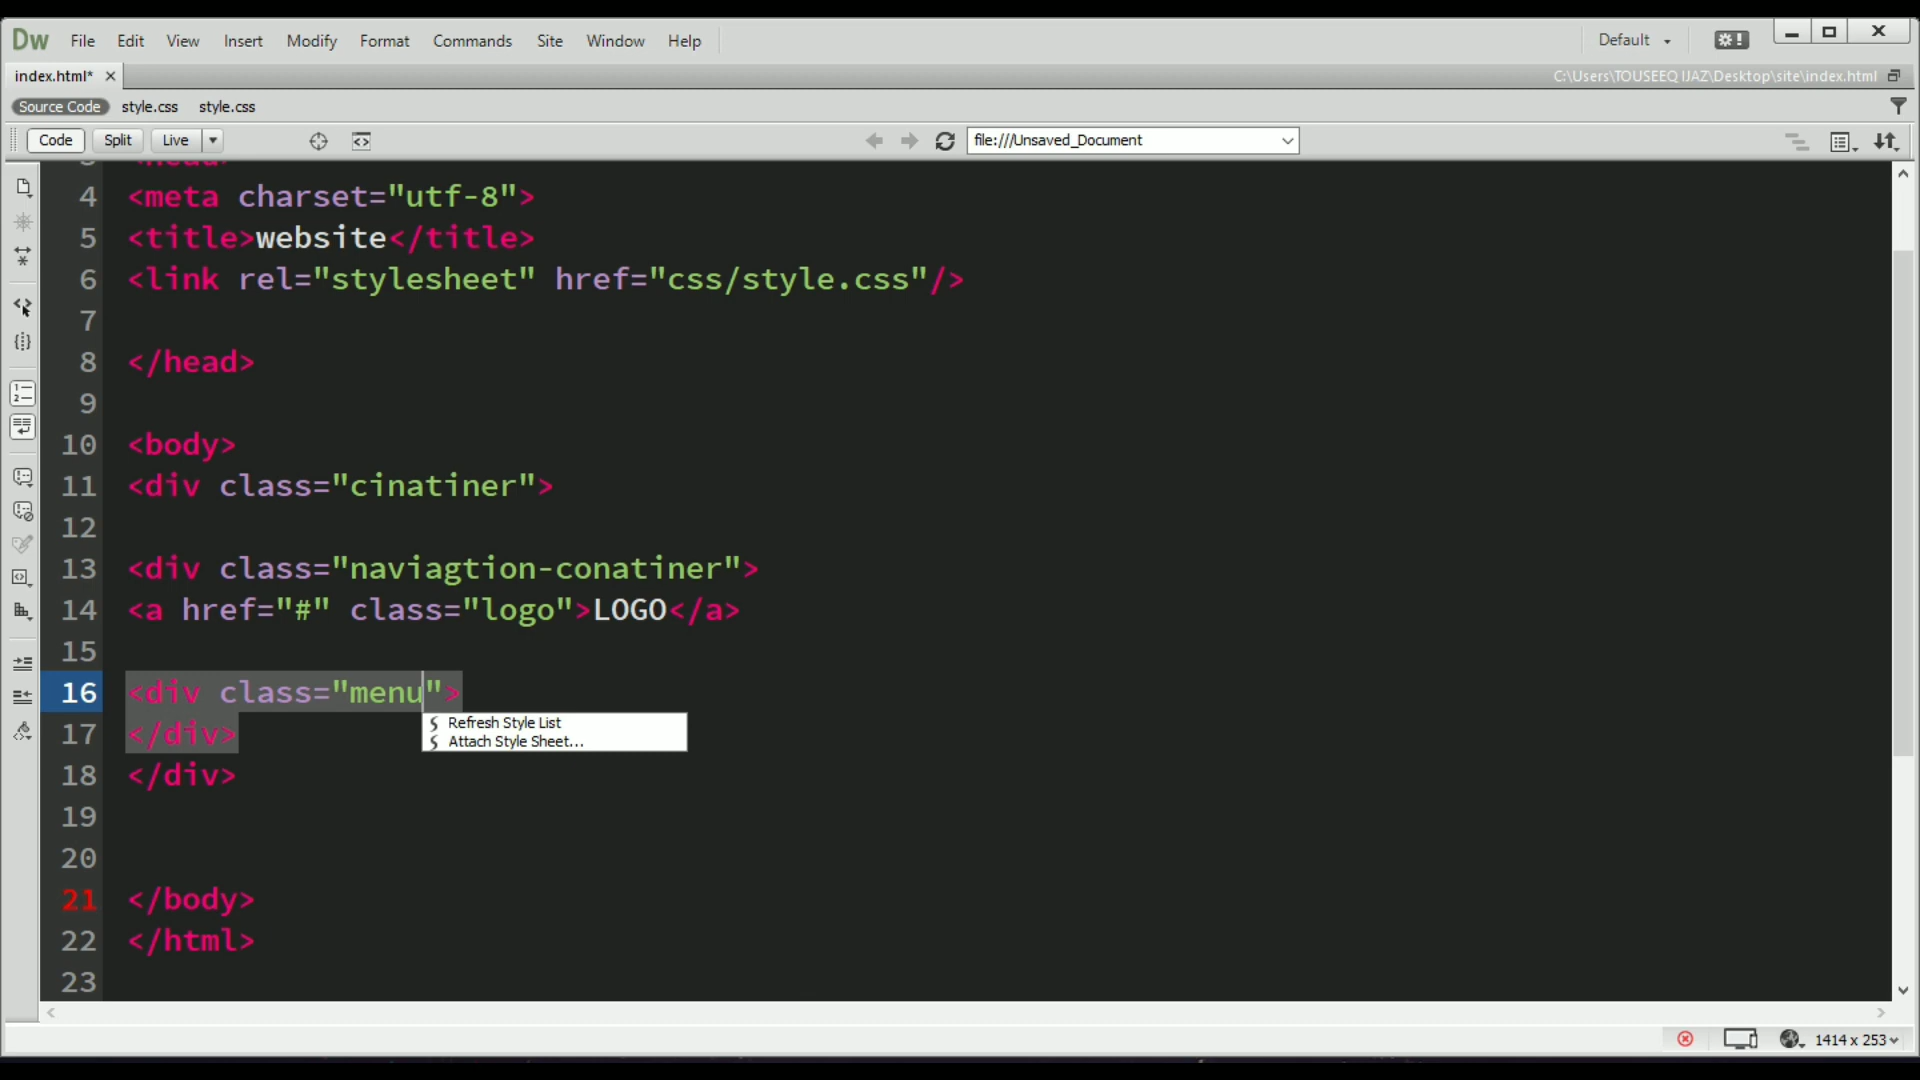 Dw File Edit View Insert Modify Format Commands Site Window Help Default
index.html* C:\Users\TOUSEEQ IJAZ\Desktop\site\index.html
Source Code style.css style.css
Code Split Live file:///Unsaved_Document
3 <head>
4 <meta charset="utf-8">
5 <title>website</title>
6 <link rel="stylesheet" href="css/style.css"/>
7
8 </head>
9
10 <body>
11 <div class="cinatiner">
12
13 <div class="naviagtion-conatiner">
14 <a href="#" class="logo">LOGO</a>
15
16 <div class="menu">
Refresh Style List
17 </div>
Attach Style Sheet...
18 </div>
19
20
21 </body>
22 </html>
23
1414 x 253